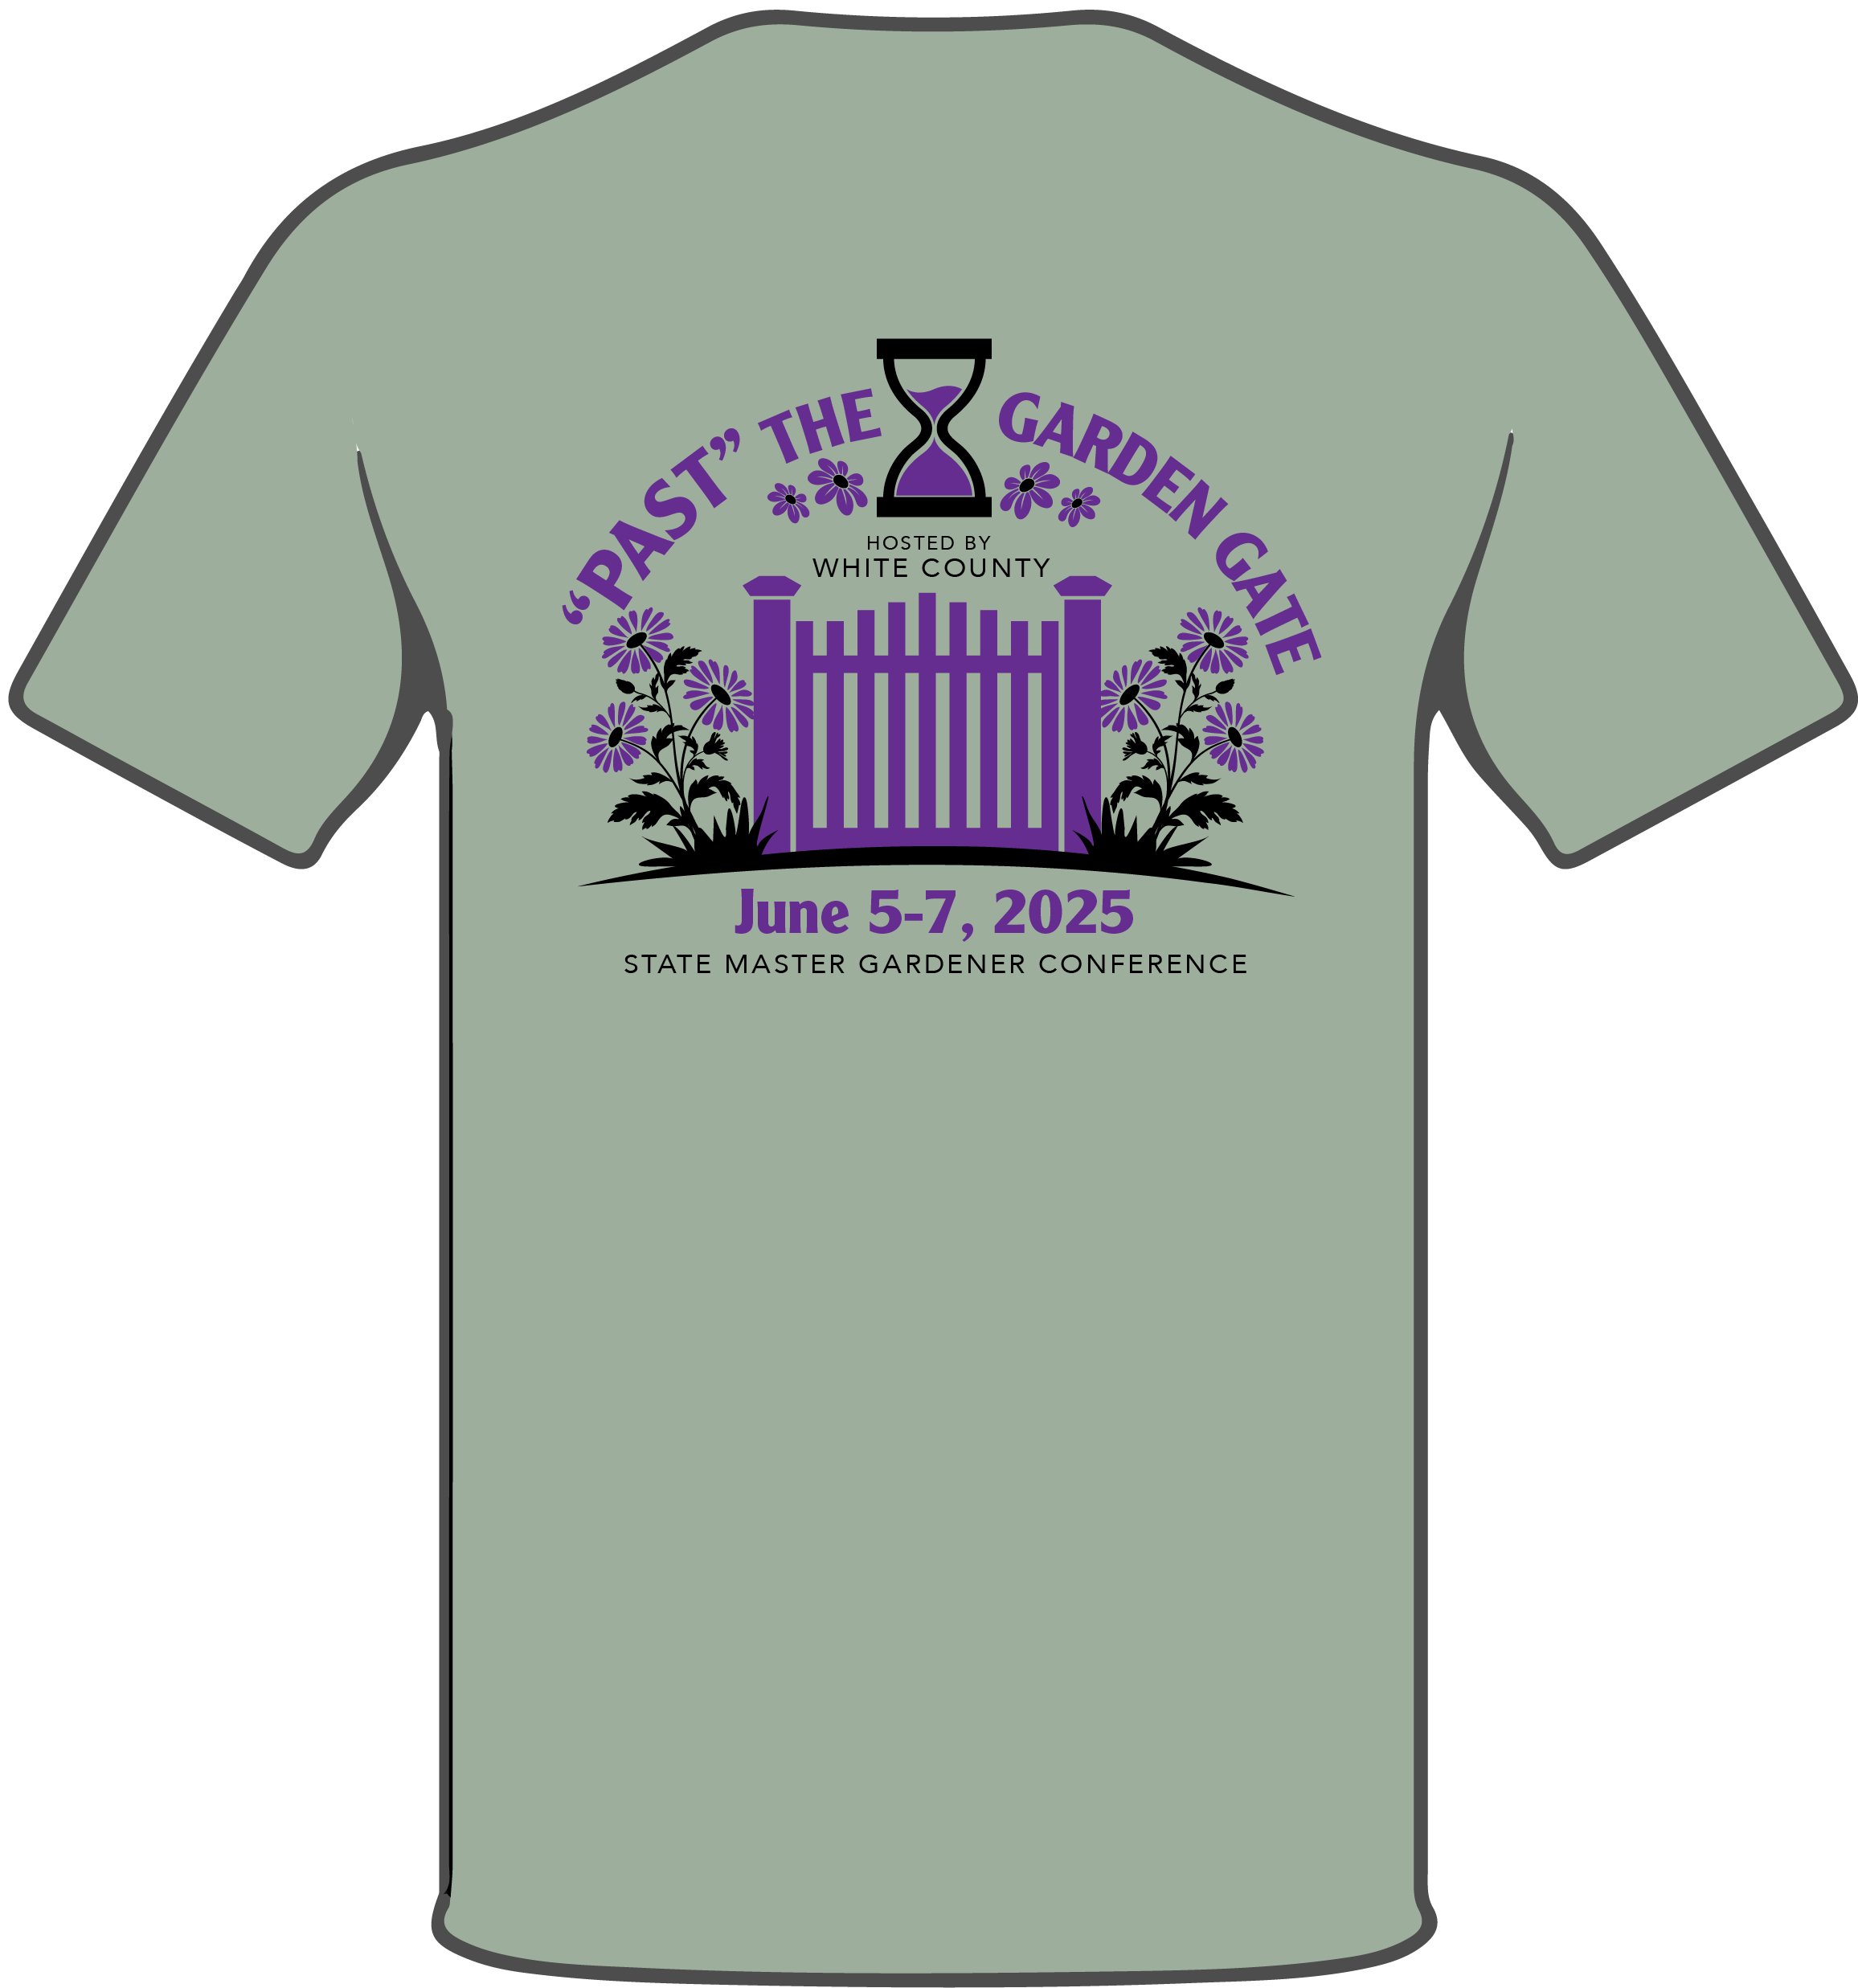 ”PAST” THE GARDEN GATE
HOSTED BY
WHITE COUNTY
June 5-7, 2025
STATE MASTER GARDENER CONFERENCE